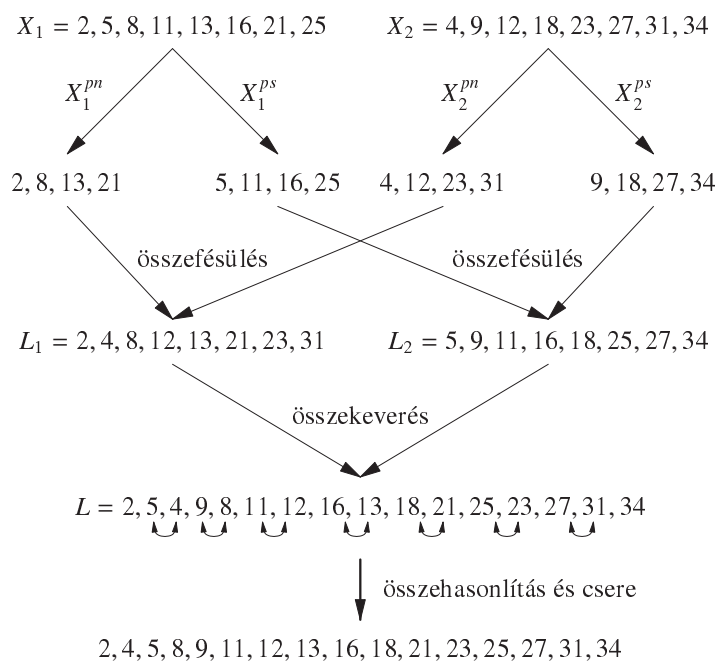 X₁ = 2, 5, 8, 11, 13, 16, 21, 25 X₂ = 4, 9, 12, 18, 23, 27, 31, 34
X₁ᵖⁿ X₁ᵖˢ X₂ᵖⁿ X₂ᵖˢ
2, 8, 13, 21 5, 11, 16, 25 4, 12, 23, 31 9, 18, 27, 34
összefésülés összefésülés
L₁ = 2, 4, 8, 12, 13, 21, 23, 31 L₂ = 5, 9, 11, 16, 18, 25, 27, 34
összekeverés
L = 2, 5, 4, 9, 8, 11, 12, 16, 13, 18, 21, 25, 23, 27, 31, 34
összehasonlítás és csere
2, 4, 5, 8, 9, 11, 12, 13, 16, 18, 21, 23, 25, 27, 31, 34